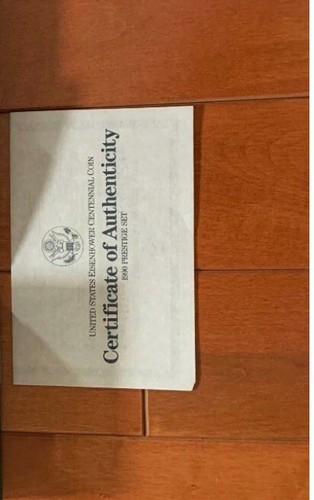 UNITED STATES EISENHOWER CENTENNIAL COIN
Certificate of Authenticity
1990 PRESTIGE SET